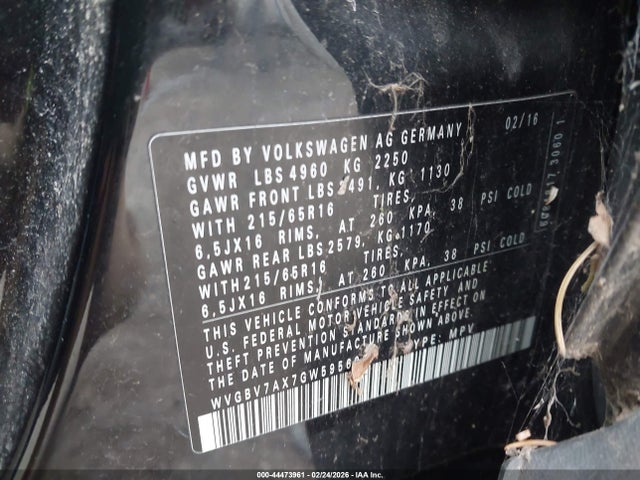 MFD BY VOLKSWAGEN AG GERMANY 02/16
GVWR LBS 4960 KG 2250
GAWR FRONT LBS 2491, KG 1130
WITH 215/65R16 TIRES,
6,5JX16 RIMS, AT 260 KPA, 38 PSI COLD
GAWR REAR LBS 2579, KG 1170
WITH 215/65R16 TIRES,
6,5JX16 RIMS, AT 260 KPA, 38 PSI COLD
THIS VEHICLE CONFORMS TO ALL APPLICABLE
U.S. FEDERAL MOTOR VEHICLE SAFETY AND
THEFT PREVENTION STANDARDS IN EFFECT ON
THE DATE OF MANUFACTURE SHOWN ABOVE.
WVGBV7AX7GW5956 TYPE: MPV
000-44473961 - 02/24/2026 - IAA Inc.